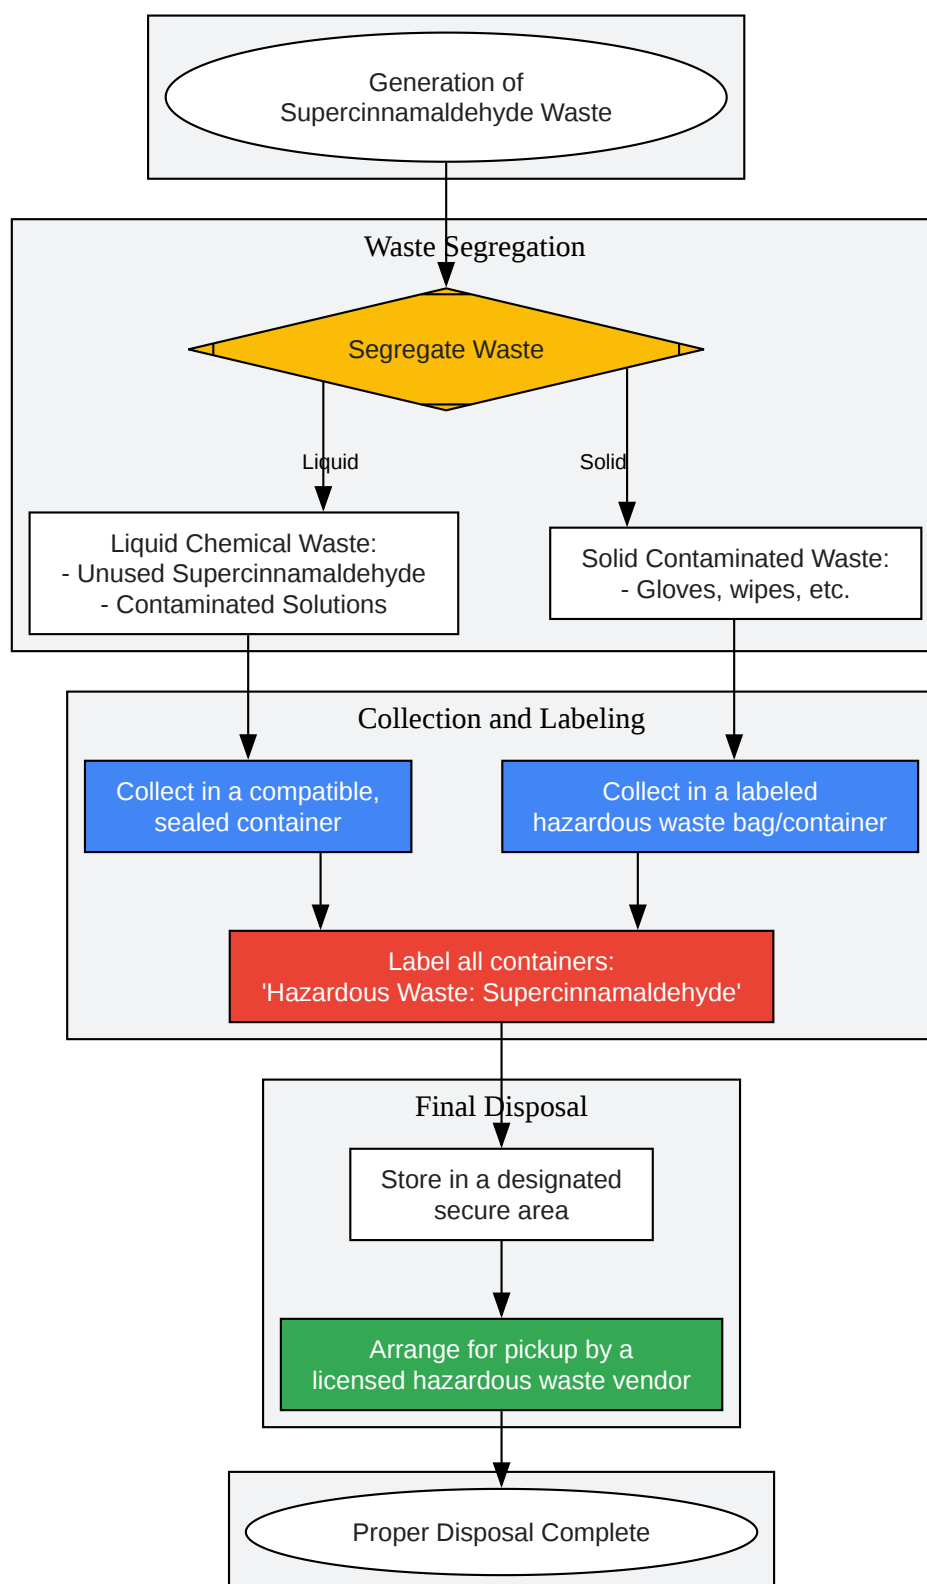 Generation of
Supercinnamaldehyde Waste
Waste Segregation
Segregate Waste
Liquid
Solid
Liquid Chemical Waste:
- Unused Supercinnamaldehyde
- Contaminated Solutions
Solid Contaminated Waste:
- Gloves, wipes, etc.
Collection and Labeling
Collect in a compatible,
sealed container
Collect in a labeled
hazardous waste bag/container
Label all containers:
'Hazardous Waste: Supercinnamaldehyde'
Final Disposal
Store in a designated
secure area
Arrange for pickup by a
licensed hazardous waste vendor
Proper Disposal Complete